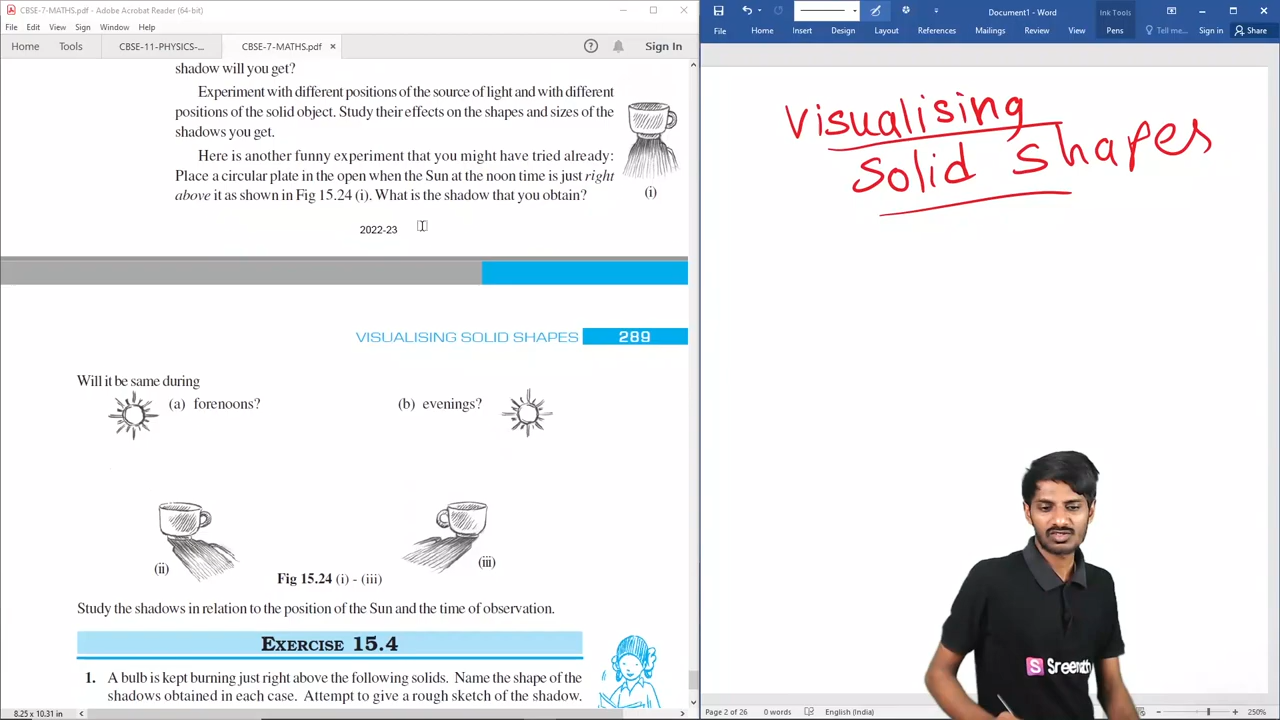 CBSE-7-MATHS.pdf - Adobe Acrobat Reader (64-bit)
File Edit View Sign Window Help
Home Tools CBSE-11-PHYSICS-... CBSE-7-MATHS.pdf × Sign In
shadow will you get?
Experiment with different positions of the source of light and with different
positions of the solid object. Study their effects on the shapes and sizes of the
shadows you get.
Here is another funny experiment that you might have tried already:
Place a circular plate in the open when the Sun at the noon time is just right
above it as shown in Fig 15.24 (i). What is the shadow that you obtain?
(i)
2022-23
VISUALISING SOLID SHAPES 289
Will it be same during
(a) forenoons? (b) evenings?
(ii) (iii)
Fig 15.24 (i) - (iii)
Study the shadows in relation to the position of the Sun and the time of observation.
EXERCISE 15.4
1. A bulb is kept burning just right above the following solids. Name the shape of the
shadows obtained in each case. Attempt to give a rough sketch of the shadow.
8.25 x 10.31 in
Document1 - Word Ink Tools
File Home Insert Design Layout References Mailings Review View Pens Tell me... Sign in Share
Visualising
Solid Shapes
S Sreenath
Page 2 of 26 0 words English (India) 250%